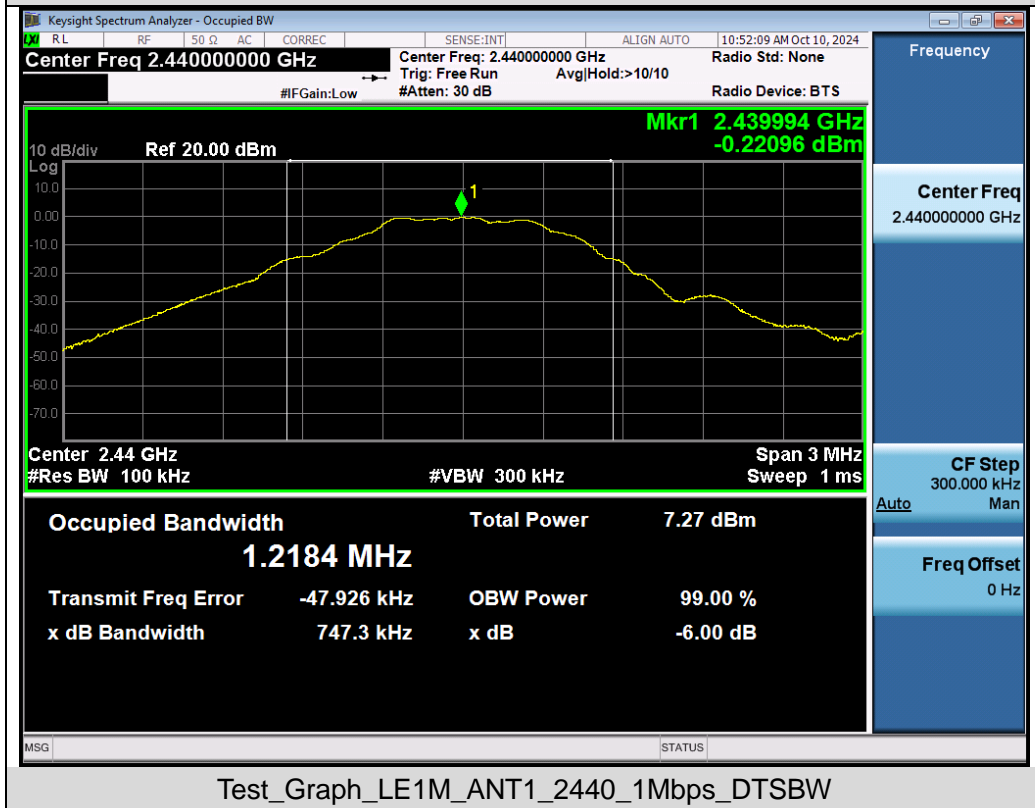 Keysight Spectrum Analyzer - Occupied BW
LXI RL RF 50 Ω AC CORREC SENSE:INT ALIGN AUTO 10:52:09 AM Oct 10, 2024
Center Freq 2.440000000 GHz
Center Freq: 2.440000000 GHz
Radio Std: None
Trig: Free Run Avg|Hold:>10/10
#IFGain:Low #Atten: 30 dB Radio Device: BTS
Frequency
Mkr1 2.439994 GHz
-0.22096 dBm
10 dB/div Ref 20.00 dBm
Log
10.0
1
0.00
-10.0
-20.0
-30.0
-40.0
-50.0
-60.0
-70.0
Center 2.44 GHz Span 3 MHz
#Res BW 100 kHz #VBW 300 kHz Sweep 1 ms
Center Freq
2.440000000 GHz
CF Step
300.000 kHz
Auto Man
Freq Offset
0 Hz
Occupied Bandwidth Total Power 7.27 dBm
1.2184 MHz
Transmit Freq Error -47.926 kHz OBW Power 99.00 %
x dB Bandwidth 747.3 kHz x dB -6.00 dB
MSG STATUS
Test_Graph_LE1M_ANT1_2440_1Mbps_DTSBW